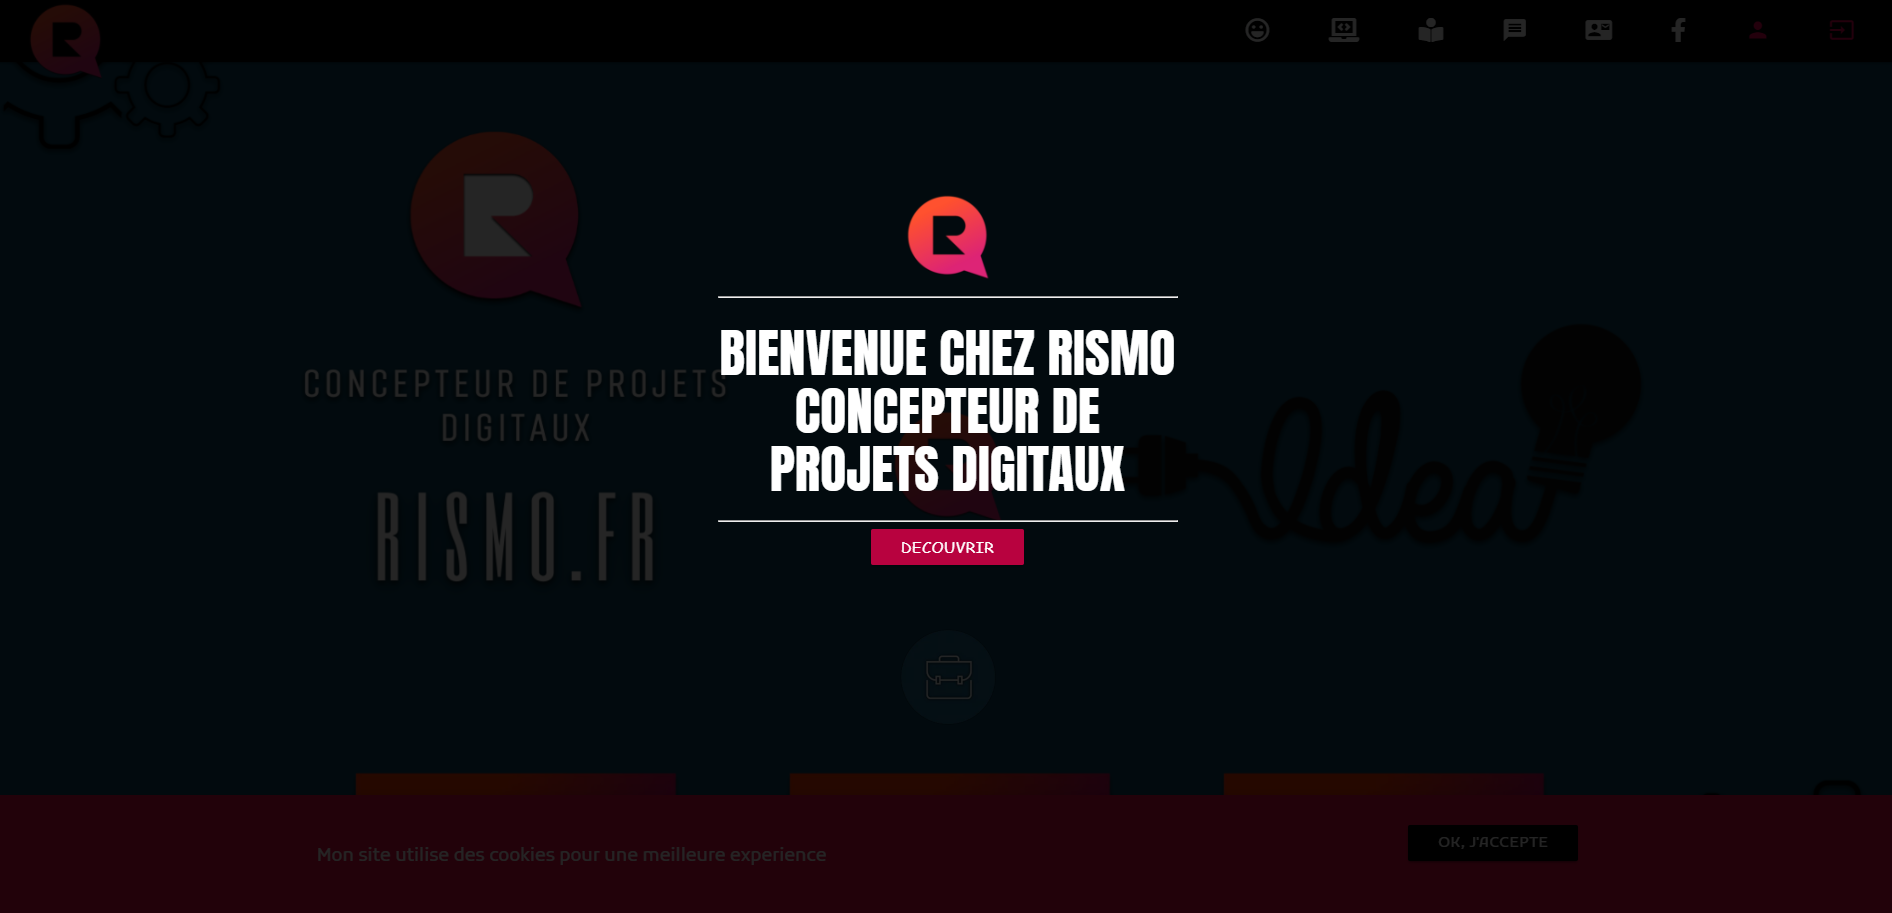 R
R
R
CONCEPTEUR DE PROJETS
DIGITAUX
RISMO.FR
BIENVENUE CHEZ RISMO
CONCEPTEUR DE
PROJETS DIGITAUX
DECOUVRIR
Idea
Mon site utilise des cookies pour une meilleure experience
OK, J'ACCEPTE